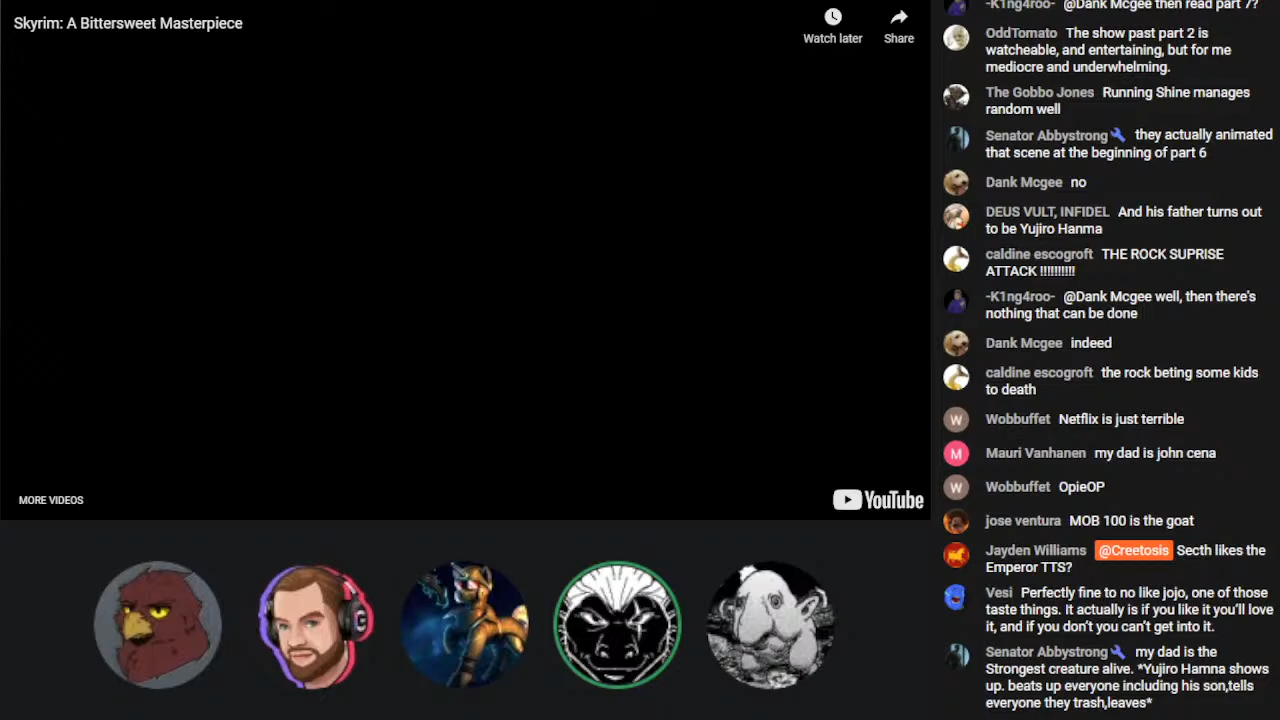 Skyrim: A Bittersweet Masterpiece
Watch later
Share
MORE VIDEOS
YouTube
-K1ng4roo- @Dank Mcgee then read part 7?
OddTomato The show past part 2 is
watcheable, and entertaining, but for me
mediocre and underwhelming.
The Gobbo Jones Running Shine manages
random well
Senator Abbystrong they actually animated
that scene at the beginning of part 6
Dank Mcgee no
DEUS VULT, INFIDEL And his father turns out
to be Yujiro Hanma
caldine escogroft THE ROCK SUPRISE
ATTACK !!!!!!!!!!
-K1ng4roo- @Dank Mcgee well, then there's
nothing that can be done
Dank Mcgee indeed
caldine escogroft the rock beting some kids
to death
W
Wobbuffet Netflix is just terrible
M
Mauri Vanhanen my dad is john cena
W
Wobbuffet OpieOP
jose ventura MOB 100 is the goat
Jayden Williams @Creetosis Secth likes the
Emperor TTS?
Vesi Perfectly fine to no like jojo, one of those
taste things. It actually is if you like it you'll love
it, and if you don't you can't get into it.
Senator Abbystrong my dad is the
Strongest creature alive. *Yujiro Hamna shows
up. beats up everyone including his son,tells
everyone they trash,leaves*